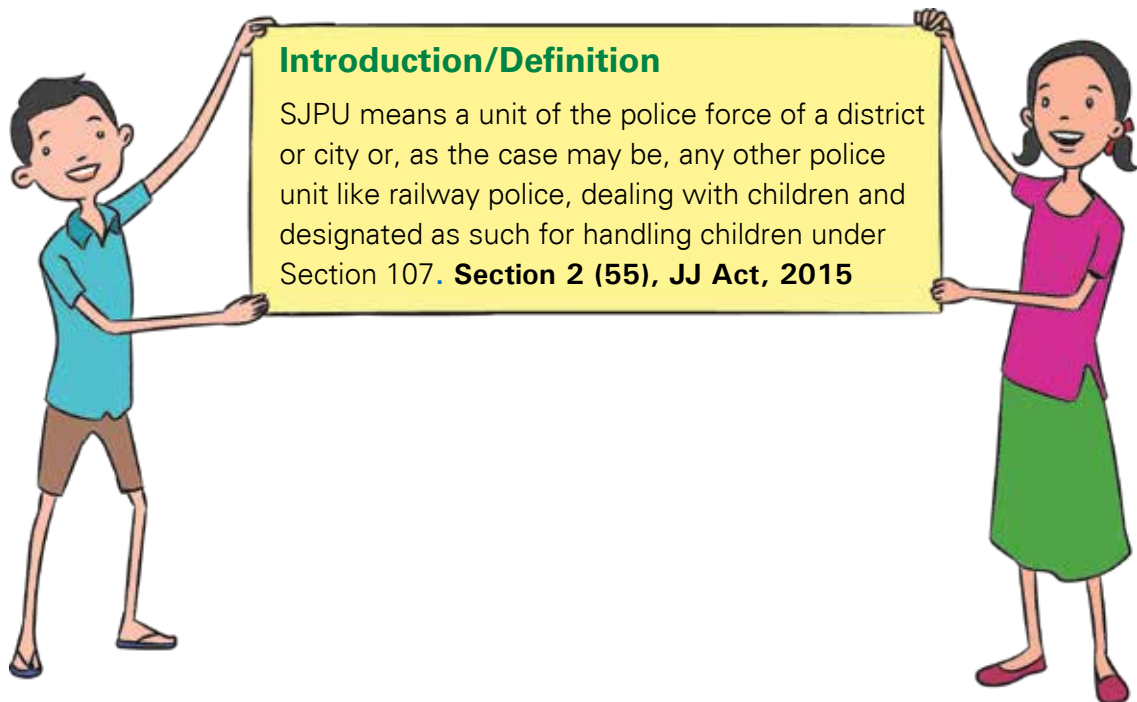 Introduction/Definition
SJPU means a unit of the police force of a district
or city or, as the case may be, any other police
unit like railway police, dealing with children and
designated as such for handling children under
Section 107. Section 2 (55), JJ Act, 2015